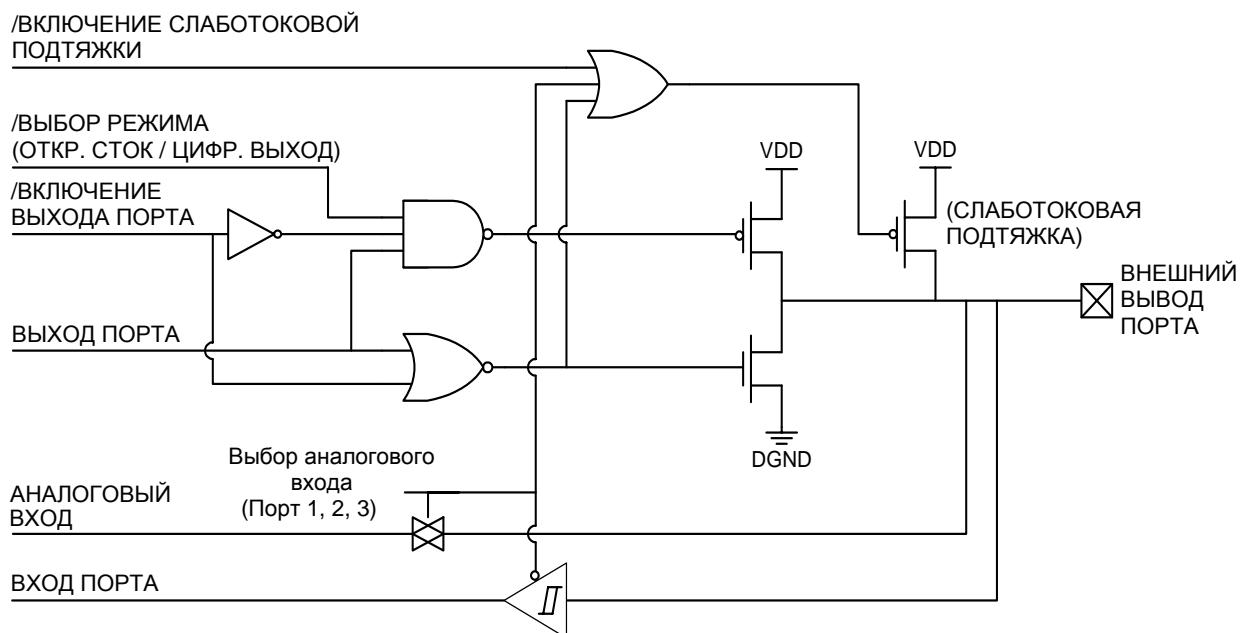 /ВКЛЮЧЕНИЕ СЛАБОТОКОВОЙ
ПОДТЯЖКИ
/ВЫБОР РЕЖИМА
(ОТКР. СТОК / ЦИФР. ВЫХОД)
/ВКЛЮЧЕНИЕ
ВЫХОДА ПОРТА
ВЫХОД ПОРТА
VDD
VDD
(СЛАБОТОКОВАЯ
ПОДТЯЖКА)
ВНЕШНИЙ
ВЫВОД
ПОРТА
DGND
Выбор аналогового
входа
(Порт 1, 2, 3)
АНАЛОГОВЫЙ
ВХОД
ВХОД ПОРТА